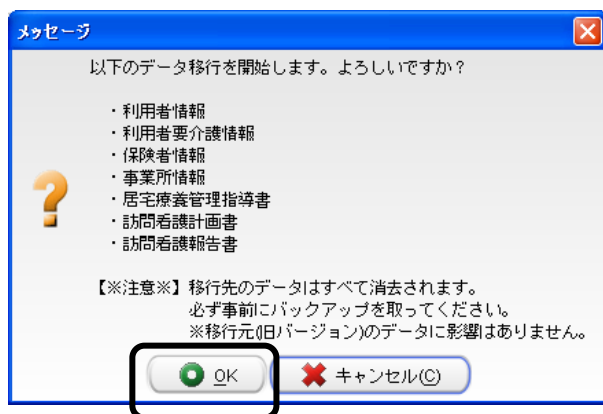 メッセージ
以下のデータ移行を開始します。よろしいですか？
・利用者情報
・利用者要介護情報
・保険者情報
・事業所情報
・居宅療養管理指導書
・訪問看護計画書
・訪問看護報告書
【※注意※】移行先のデータはすべて消去されます。
必ず事前にバックアップを取ってください。
※移行元(旧バージョン)のデータに影響はありません。
OK
キャンセル(C)